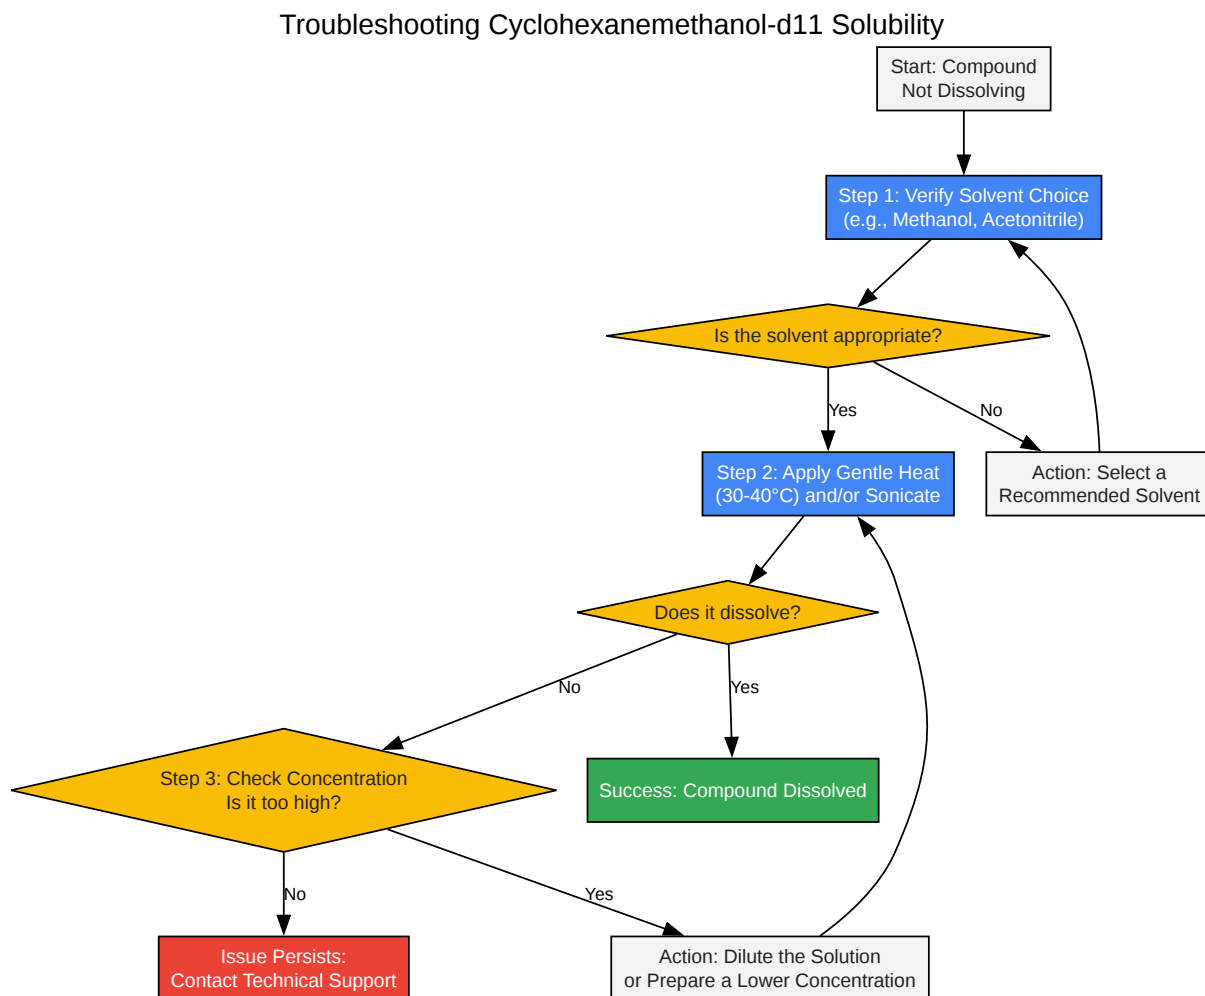 Troubleshooting Cyclohexanemethanol-d11 Solubility
Start: Compound
Not Dissolving
Step 1: Verify Solvent Choice
(e.g., Methanol, Acetonitrile)
Is the solvent appropriate?
Yes
No
Step 2: Apply Gentle Heat
(30-40°C) and/or Sonicate
Action: Select a
Recommended Solvent
Does it dissolve?
No
Yes
Step 3: Check Concentration
Is it too high?
Success: Compound Dissolved
No
Yes
Issue Persists:
Contact Technical Support
Action: Dilute the Solution
or Prepare a Lower Concentration